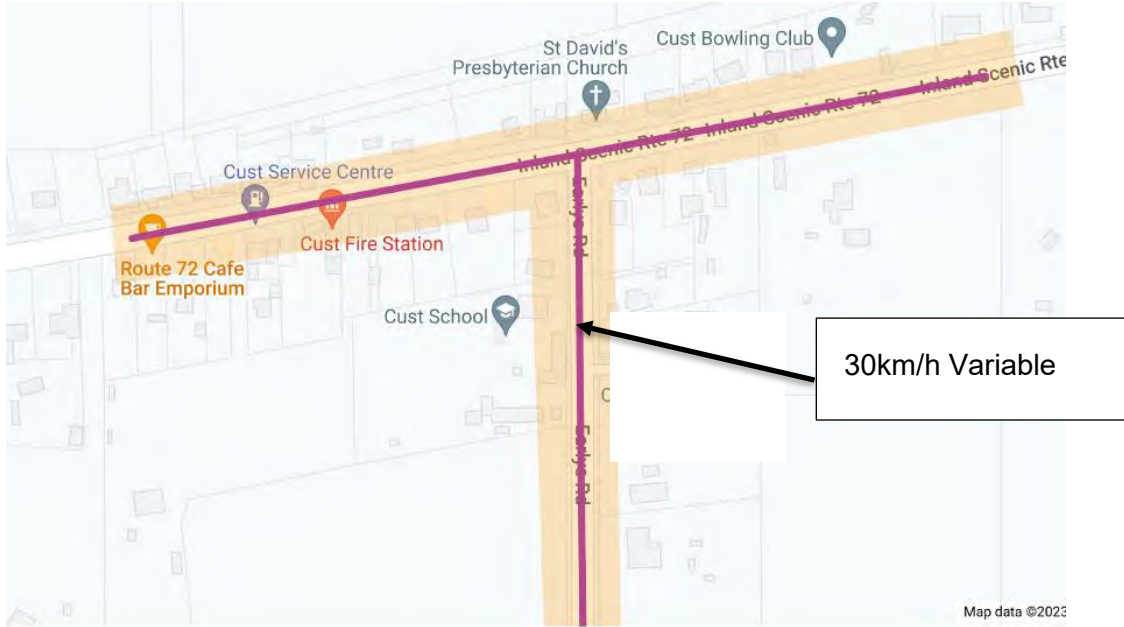 Cust Bowling Club
St David's
Presbyterian Church
Inland Scenic Rte
Inland Scenic Rte 72
Inland Scenic Rte 72
Cust Service Centre
Earlys Rd
Cust Fire Station
Route 72 Cafe
Bar Emporium
Cust School
30km/h Variable
C
Earlys Rd
Map data ©2023